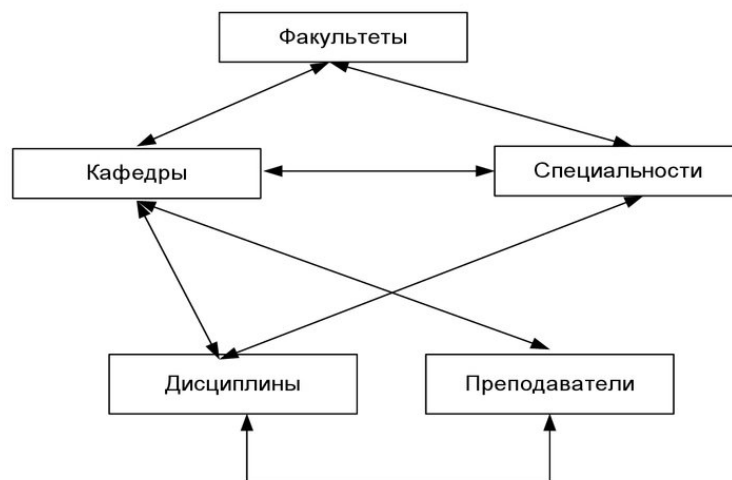 Факультеты
Кафедры
Специальности
Дисциплины
Преподаватели